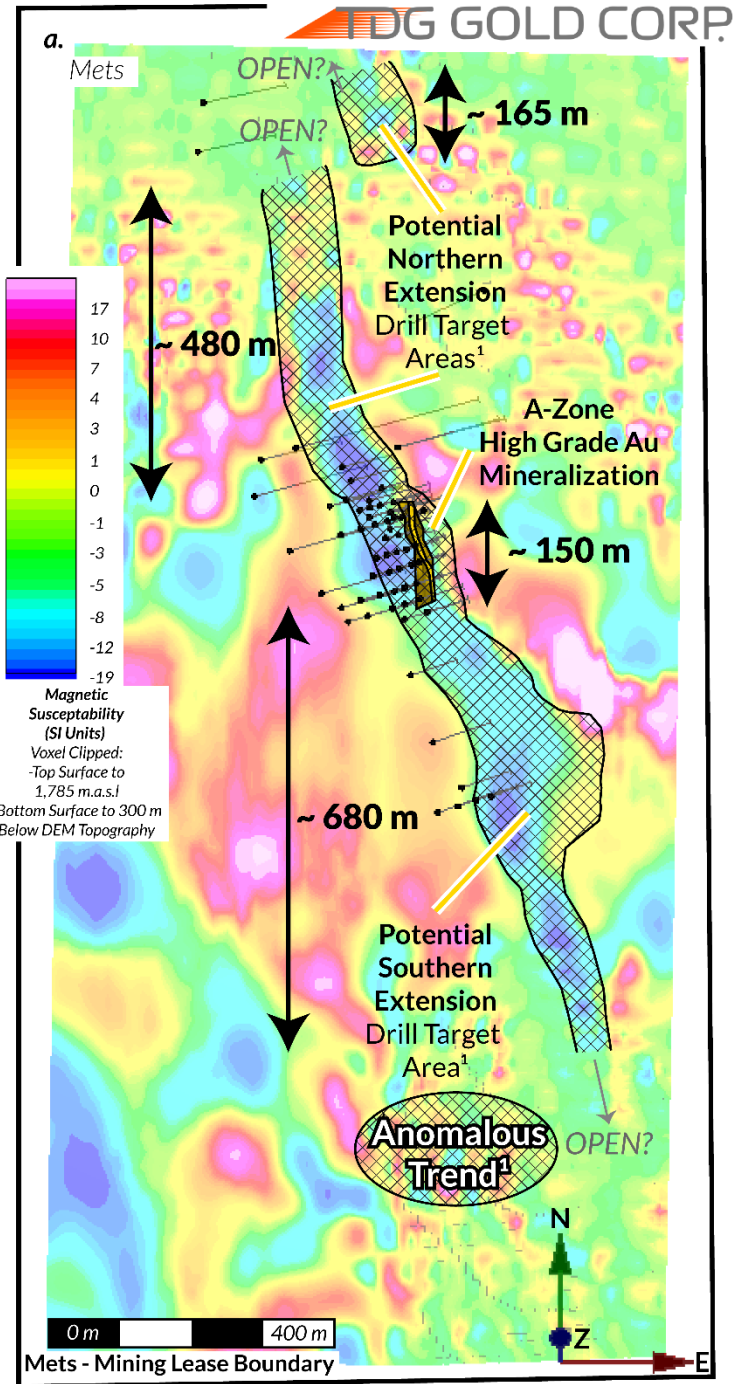 TDG GOLD CORP.
a.
Mets
OPEN?
~ 165 m
OPEN?
Potential
Northern
Extension
Drill Target
Areas¹
~ 480 m
17
10
7
4
3
1
0
-1
-3
-5
-8
-12
-19
Magnetic
Susceptability
(SI Units)
Voxel Clipped:
-Top Surface to
1,785 m.a.s.l
Bottom Surface to 300 m
Below DEM Topography
A-Zone
High Grade Au
Mineralization
~ 150 m
~ 680 m
Potential
Southern
Extension
Drill Target
Area¹
Anomalous
Trend¹
OPEN?
N
Z
E
0 m
400 m
Mets - Mining Lease Boundary